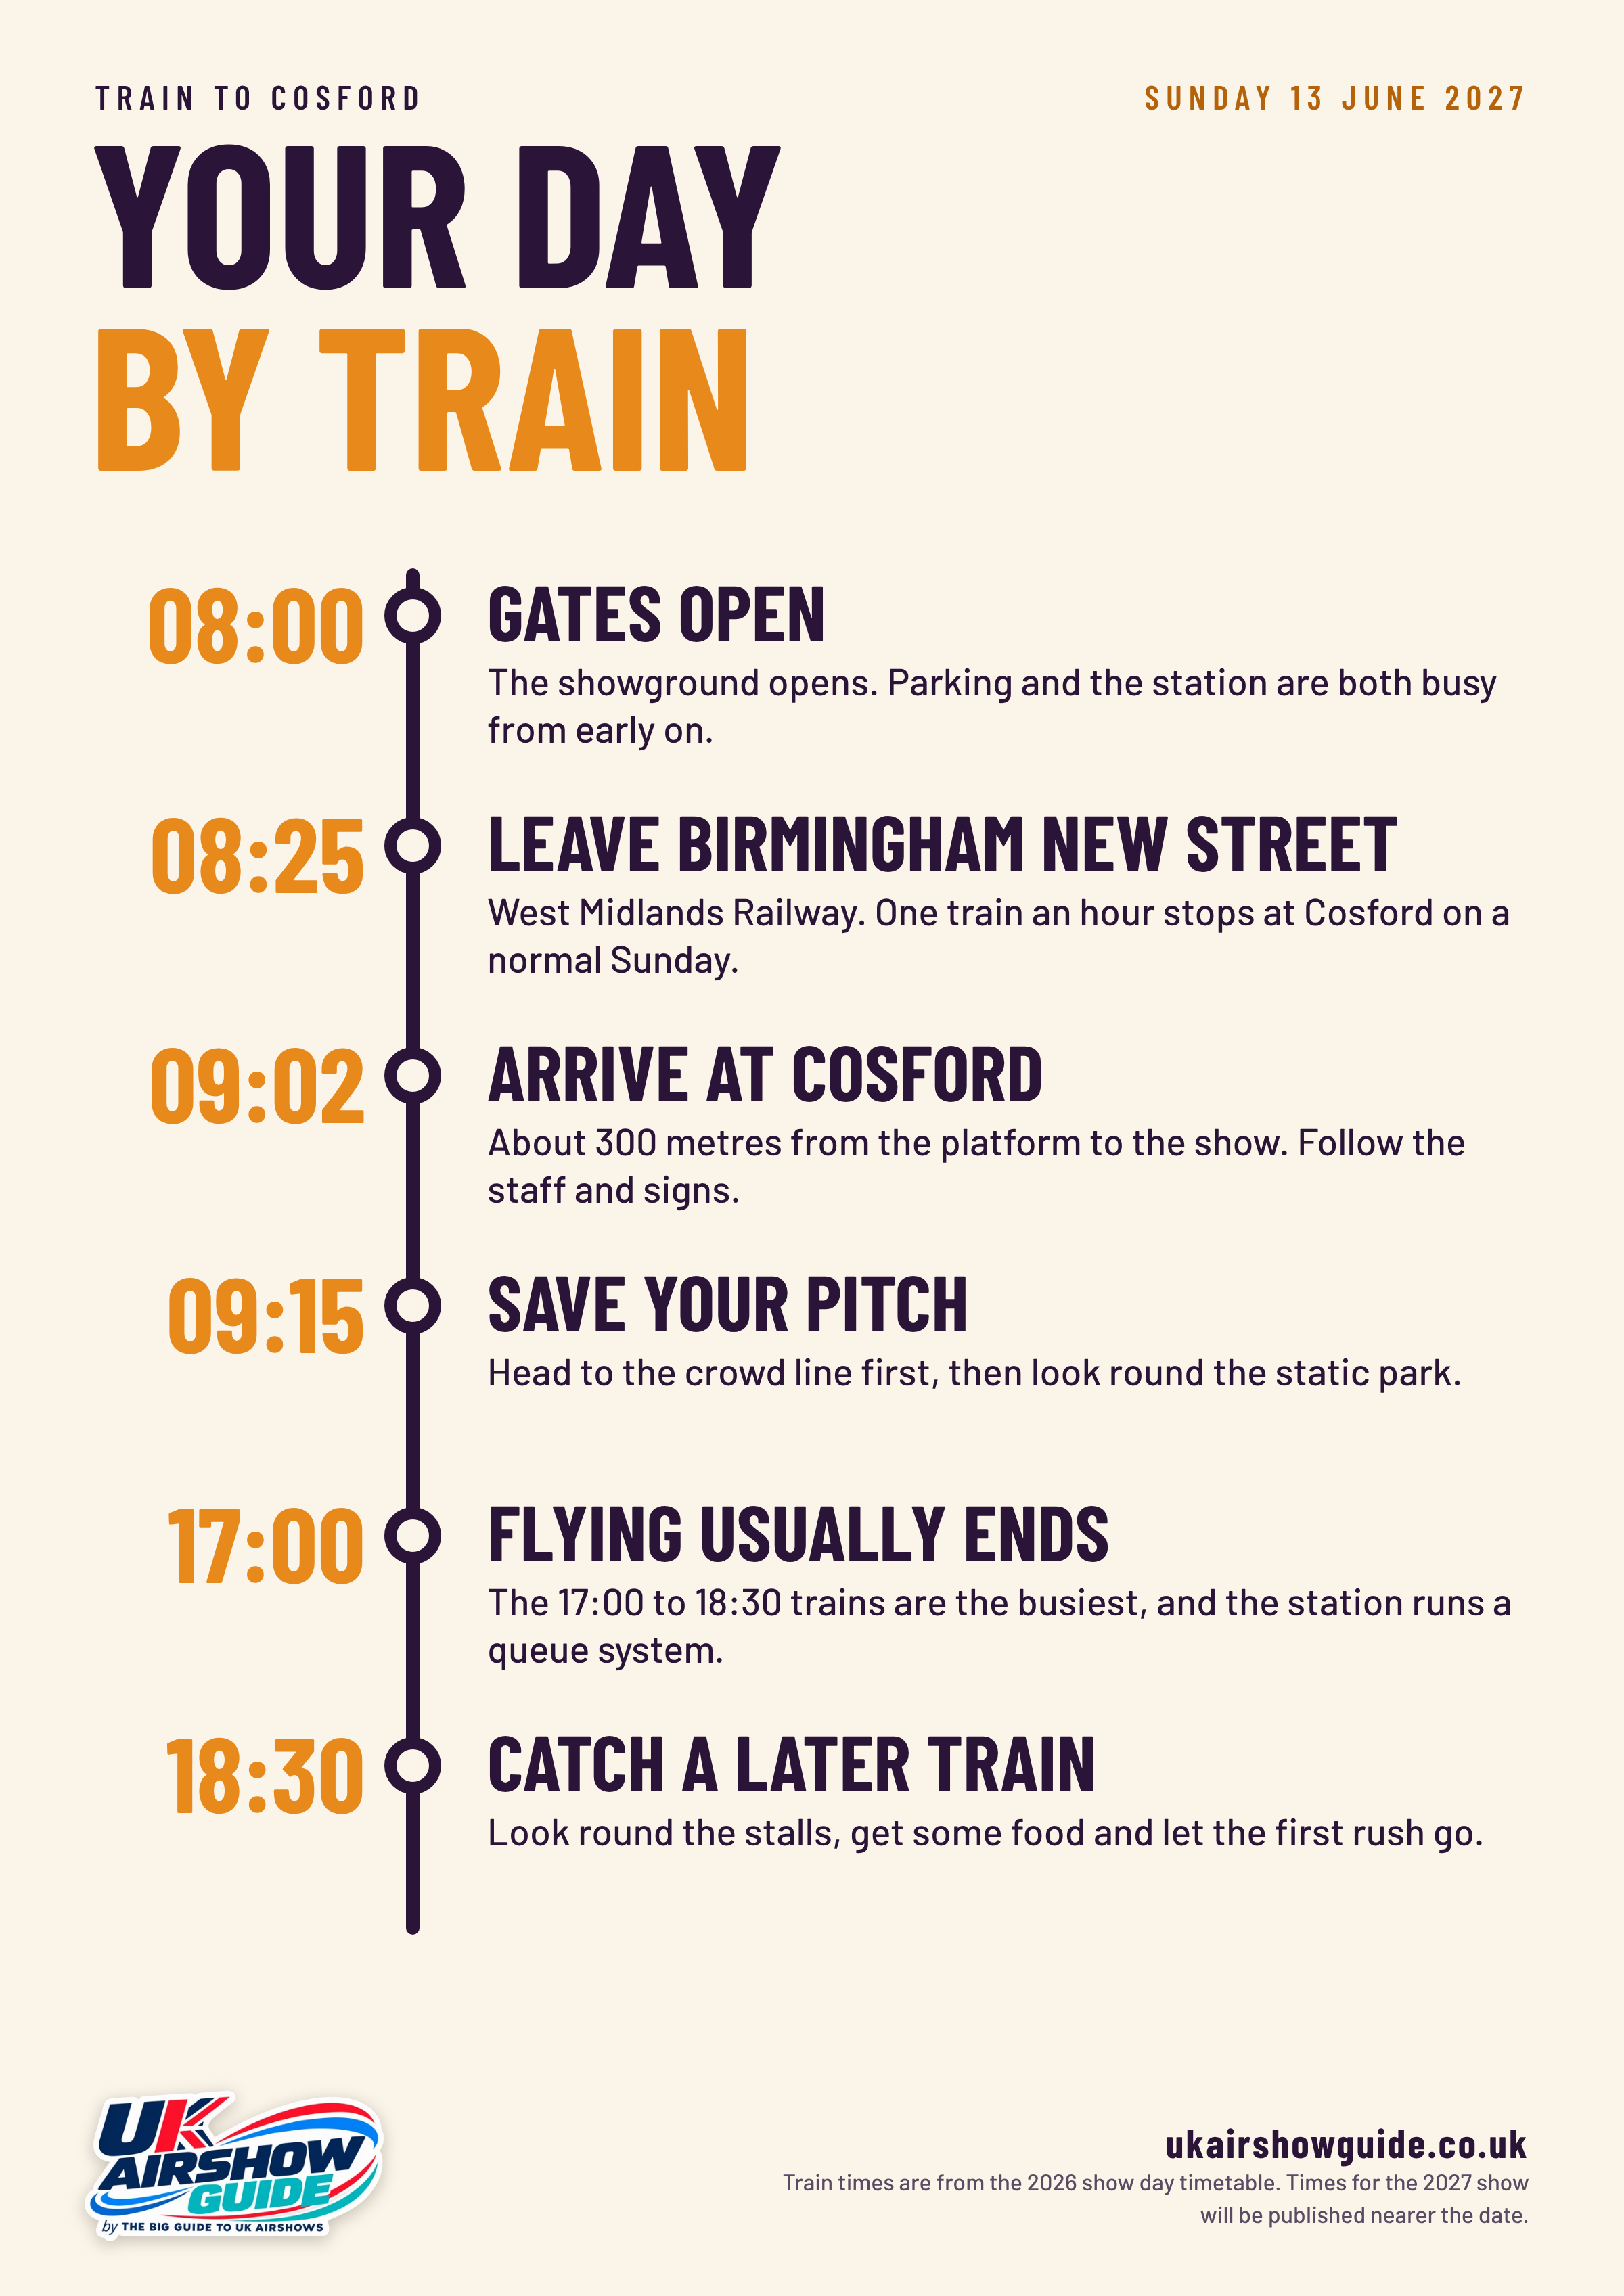 TRAIN TO COSFORD
SUNDAY 13 JUNE 2027
YOUR DAY
BY TRAIN
08:00
GATES OPEN
The showground opens. Parking and the station are both busy
from early on.
08:25
LEAVE BIRMINGHAM NEW STREET
West Midlands Railway. One train an hour stops at Cosford on a
normal Sunday.
09:02
ARRIVE AT COSFORD
About 300 metres from the platform to the show. Follow the
staff and signs.
09:15
SAVE YOUR PITCH
Head to the crowd line first, then look round the static park.
17:00
FLYING USUALLY ENDS
The 17:00 to 18:30 trains are the busiest, and the station runs a
queue system.
18:30
CATCH A LATER TRAIN
Look round the stalls, get some food and let the first rush go.
UK
AIRSHOW
GUIDE
by THE BIG GUIDE TO UK AIRSHOWS
ukairshowguide.co.uk
Train times are from the 2026 show day timetable. Times for the 2027 show
will be published nearer the date.